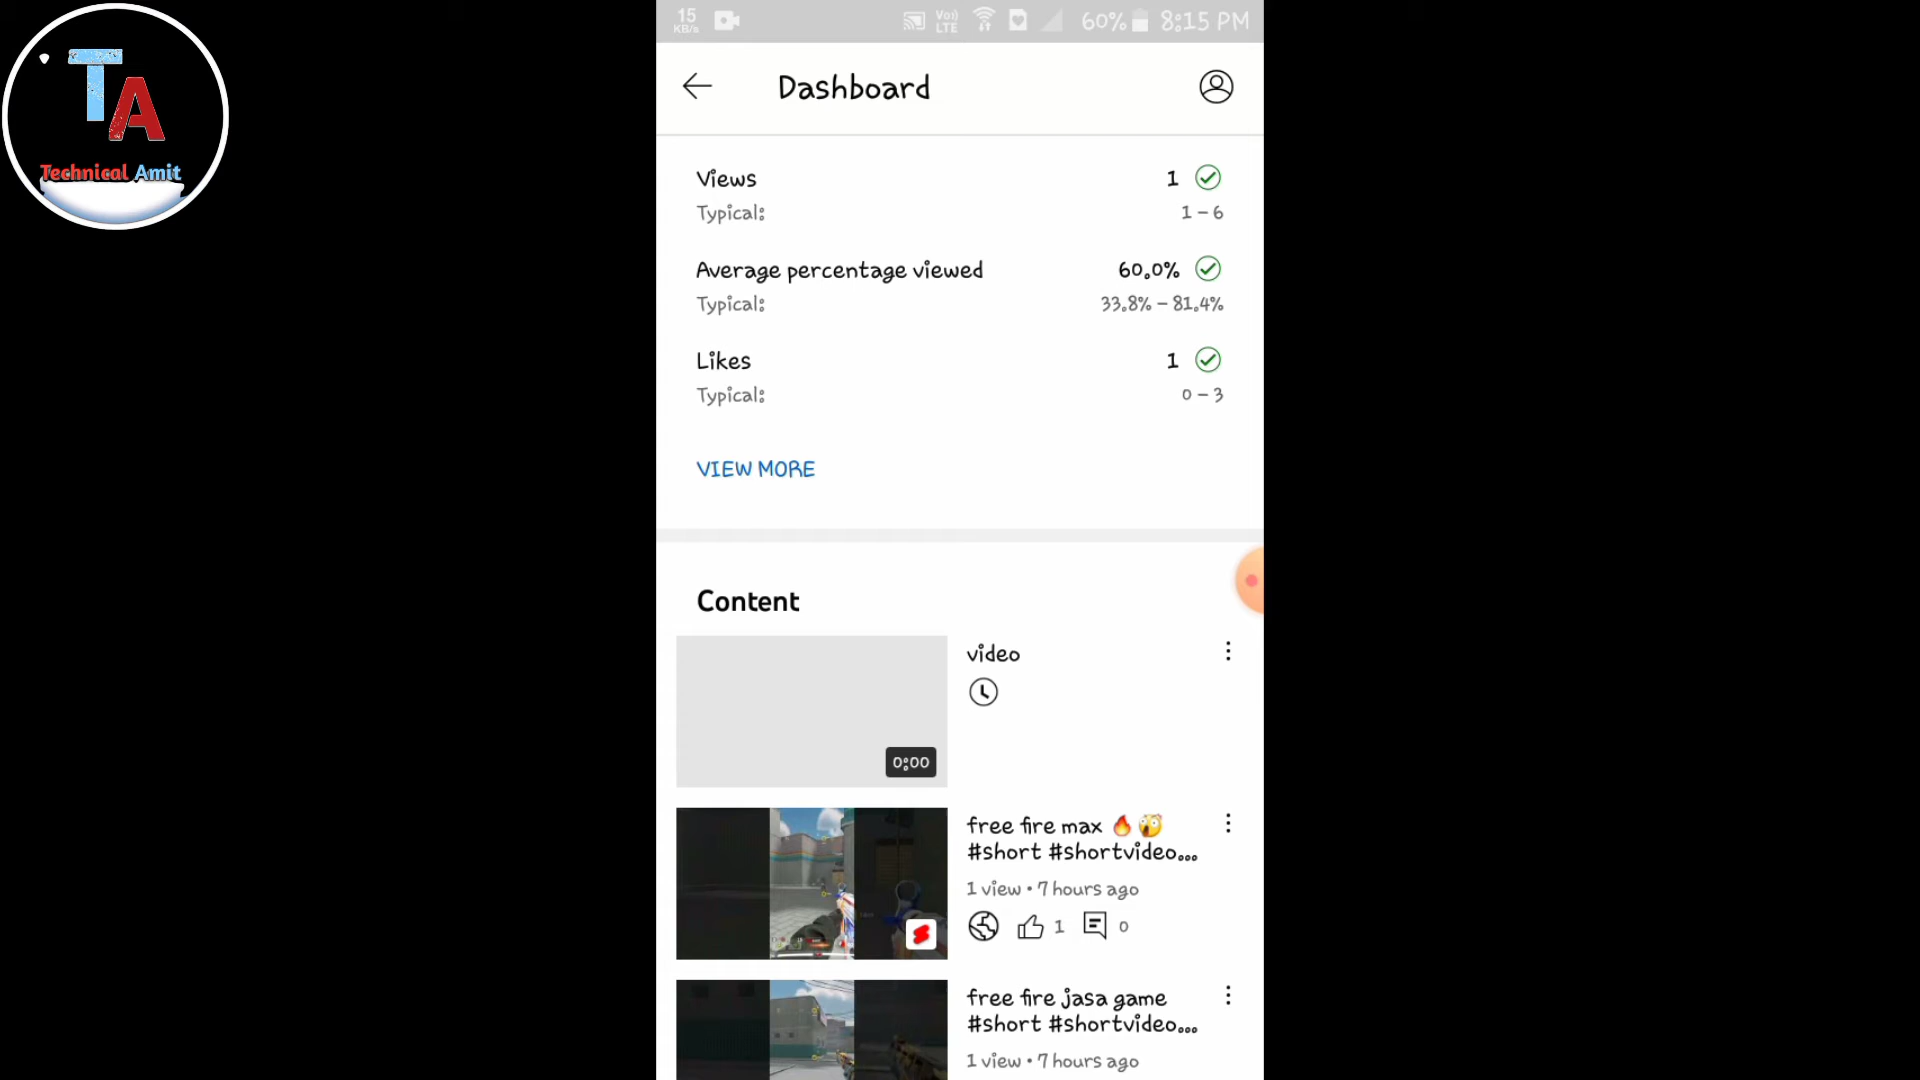 TA
Technical Amit
15
KB/s
Vo))
LTE
60%
8:15 PM
Dashboard
Views
1
Typical:
1 – 6
Average percentage viewed
60.0%
Typical:
33.8% – 81.4%
Likes
1
Typical:
0 – 3
VIEW MORE
Content
0:00
video
free fire max 🔥😱
#short #shortvideo...
1 view • 7 hours ago
1
0
free fire jasa game
#short #shortvideo...
1 view • 7 hours ago